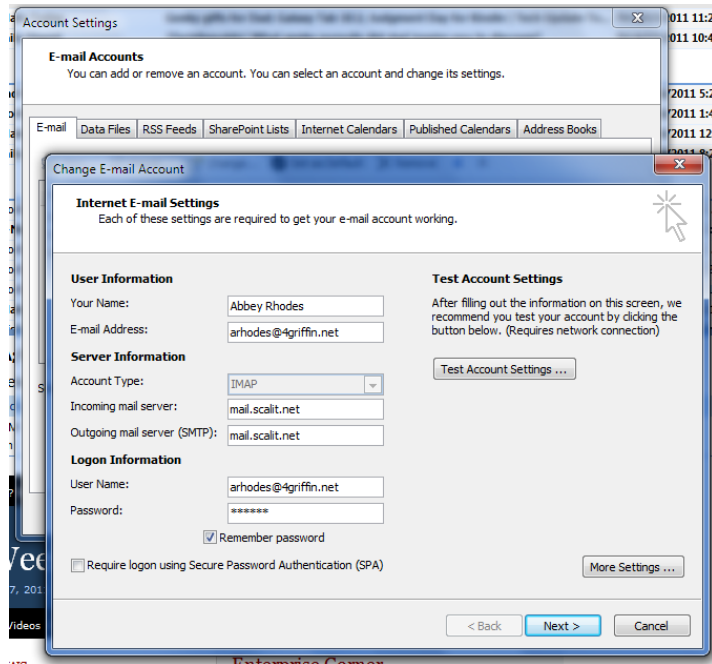 Account Settings
2011 11:2
2011 10:4
E-mail Accounts
You can add or remove an account. You can select an account and change its settings.
/2011 5:2
/2011 1:4
/2011 12
E-mail
Data Files
RSS Feeds
SharePoint Lists
Internet Calendars
Published Calendars
Address Books
Change E-mail Account
Internet E-mail Settings
Each of these settings are required to get your e-mail account working.
User Information
Your Name:
Abbey Rhodes
E-mail Address:
arhodes@4griffin.net
Server Information
Account Type:
IMAP
Incoming mail server:
mail.scalit.net
Outgoing mail server (SMTP):
mail.scalit.net
Logon Information
User Name:
arhodes@4griffin.net
Password:
******
Remember password
Require logon using Secure Password Authentication (SPA)
Test Account Settings
After filling out the information on this screen, we
recommend you test your account by clicking the
button below. (Requires network connection)
Test Account Settings ...
More Settings ...
< Back
Next >
Cancel
7, 201
Videos
Enterprise Corner